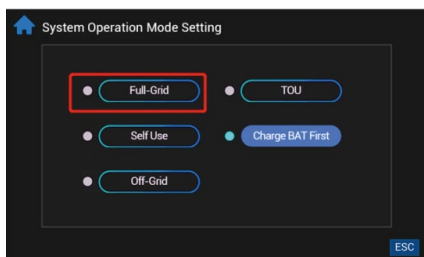 System Operation Mode Setting
Full-Grid
TOU
Self Use
Charge BAT First
Off-Grid
ESC